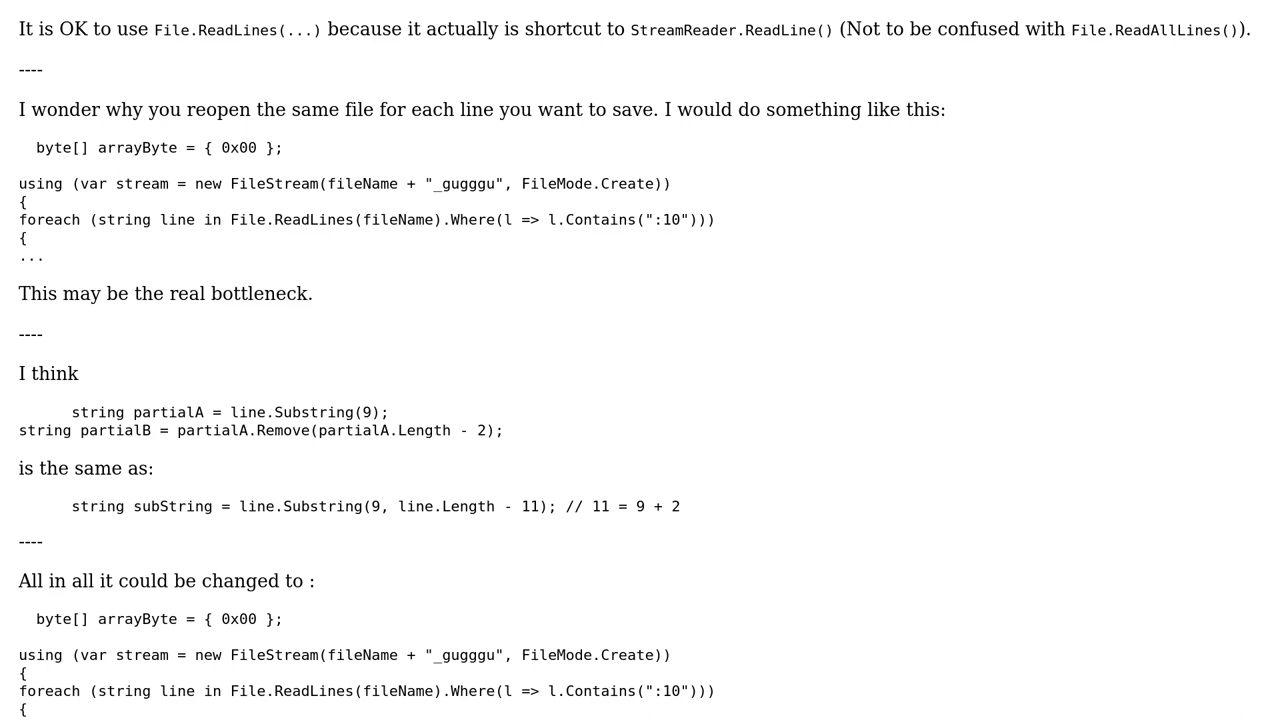 It is OK to use File.ReadLines(...) because it actually is shortcut to StreamReader.ReadLine() (Not to be confused with File.ReadAllLines()).
----
I wonder why you reopen the same file for each line you want to save. I would do something like this:
  byte[] arrayByte = { 0x00 };
using (var stream = new FileStream(fileName + "_gugggu", FileMode.Create))
{
foreach (string line in File.ReadLines(fileName).Where(l => l.Contains(":10")))
{
...
This may be the real bottleneck.
----
I think
      string partialA = line.Substring(9);
string partialB = partialA.Remove(partialA.Length - 2);
is the same as:
      string subString = line.Substring(9, line.Length - 11); // 11 = 9 + 2
----
All in all it could be changed to :
  byte[] arrayByte = { 0x00 };
using (var stream = new FileStream(fileName + "_gugggu", FileMode.Create))
{
foreach (string line in File.ReadLines(fileName).Where(l => l.Contains(":10")))
{